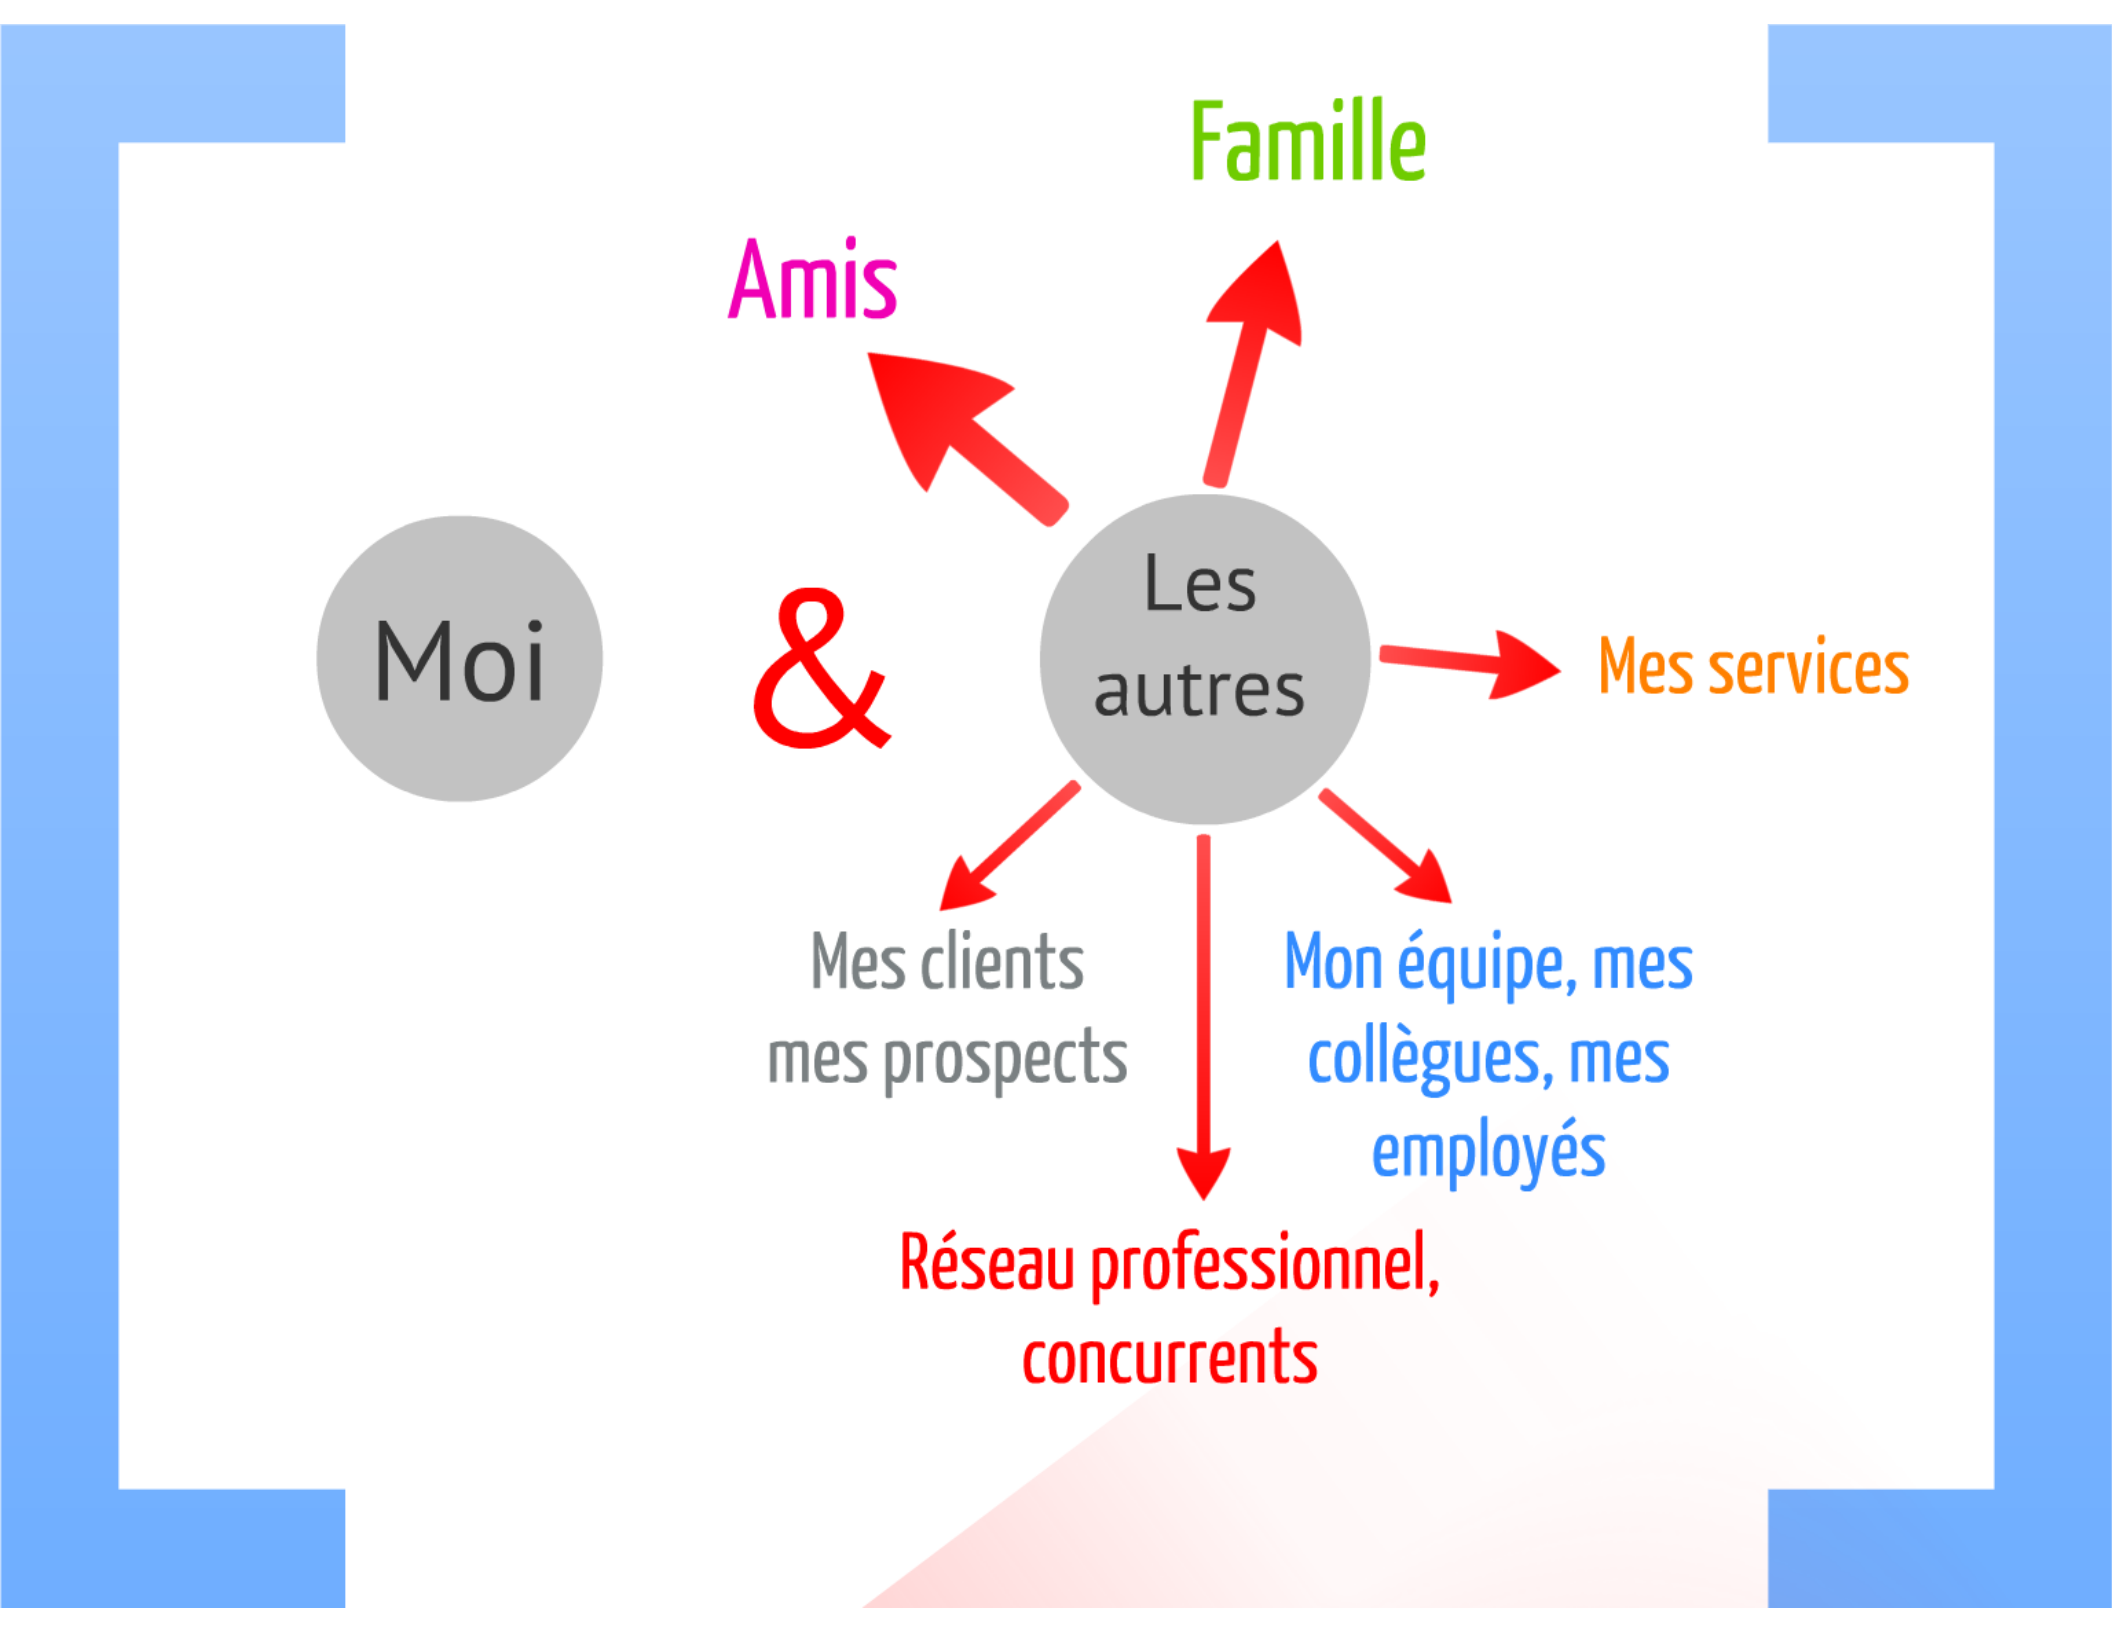 Famille
Amis
Moi
&
Les
autres
Mes services
Mes clients
mes prospects
Mon équipe, mes
collègues, mes
employés
Réseau professionnel,
concurrents